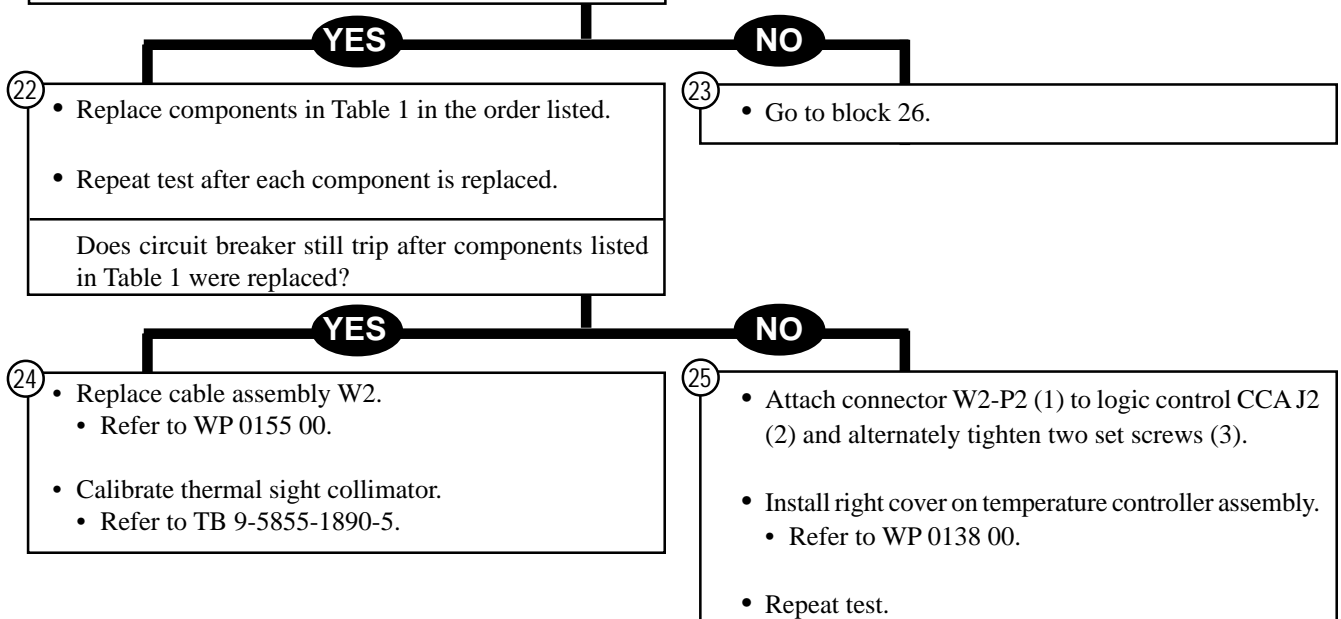 YES
NO
22
• Replace components in Table 1 in the order listed.
• Repeat test after each component is replaced.
Does circuit breaker still trip after components listed
in Table 1 were replaced?
23
• Go to block 26.
YES
NO
24
• Replace cable assembly W2.
• Refer to WP 0155 00.
• Calibrate thermal sight collimator.
• Refer to TB 9-5855-1890-5.
25
• Attach connector W2-P2 (1) to logic control CCA J2
(2) and alternately tighten two set screws (3).
• Install right cover on temperature controller assembly.
• Refer to WP 0138 00.
• Repeat test.